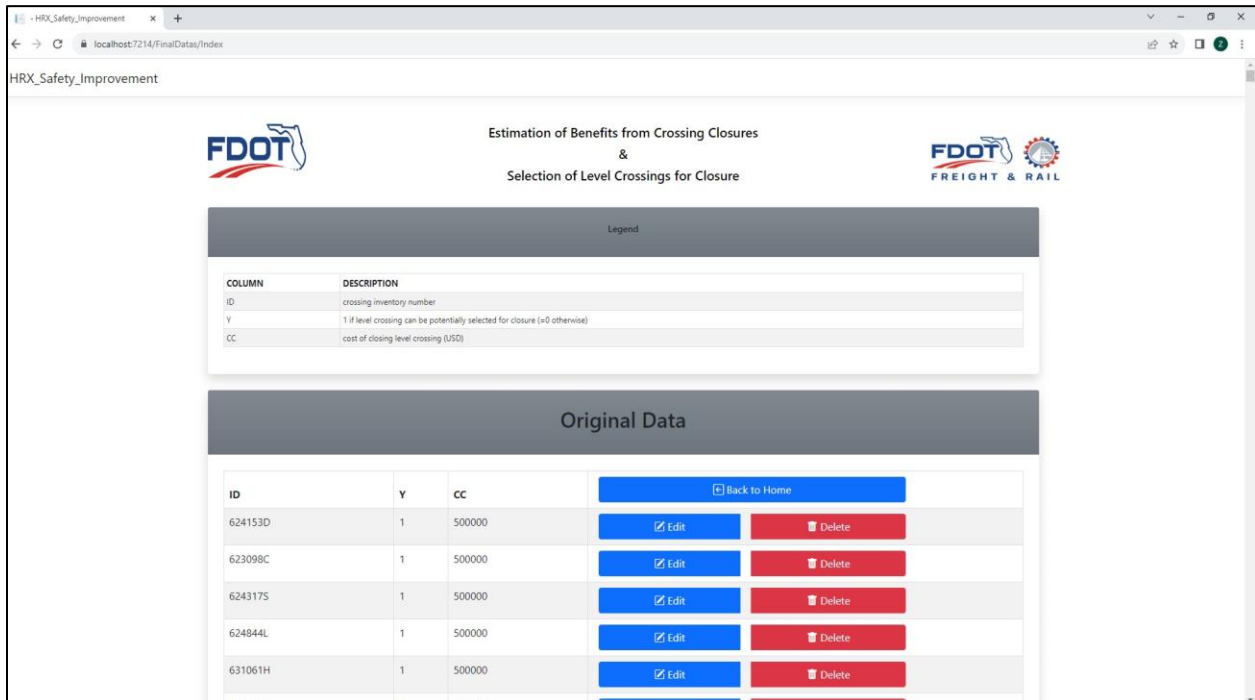 - HRX_Safety_Improvement
localhost:7214/FinalDatas/Index
Z
HRX_Safety_Improvement
FDOT
Estimation of Benefits from Crossing Closures
&
Selection of Level Crossings for Closure
FDOT
FREIGHT & RAIL
Legend
COLUMN DESCRIPTION
ID crossing inventory number
Y 1 if level crossing can be potentially selected for closure (=0 otherwise)
CC cost of closing level crossing (USD)
Original Data
ID Y CC Back to Home
624153D 1 500000 Edit Delete
623098C 1 500000 Edit Delete
624317S 1 500000 Edit Delete
624844L 1 500000 Edit Delete
631061H 1 500000 Edit Delete